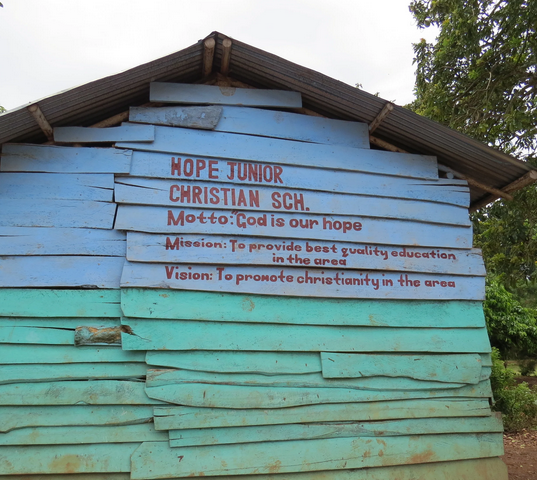 HOPE JUNIOR
CHRISTIAN SCH.
Motto:"God is our hope
Mission: To provide best quality education
in the area
Vision: To promote christianity in the area